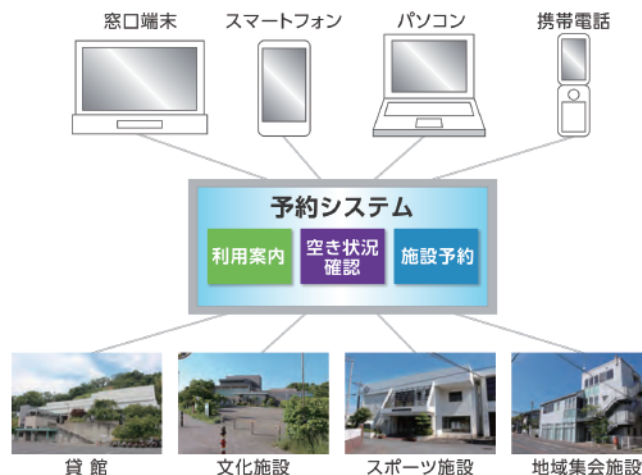 窓口端末
スマートフォン
パソコン
携帯電話
予約システム
利用案内
空き状況
確認
施設予約
貸 館
文化施設
スポーツ施設
地域集会施設